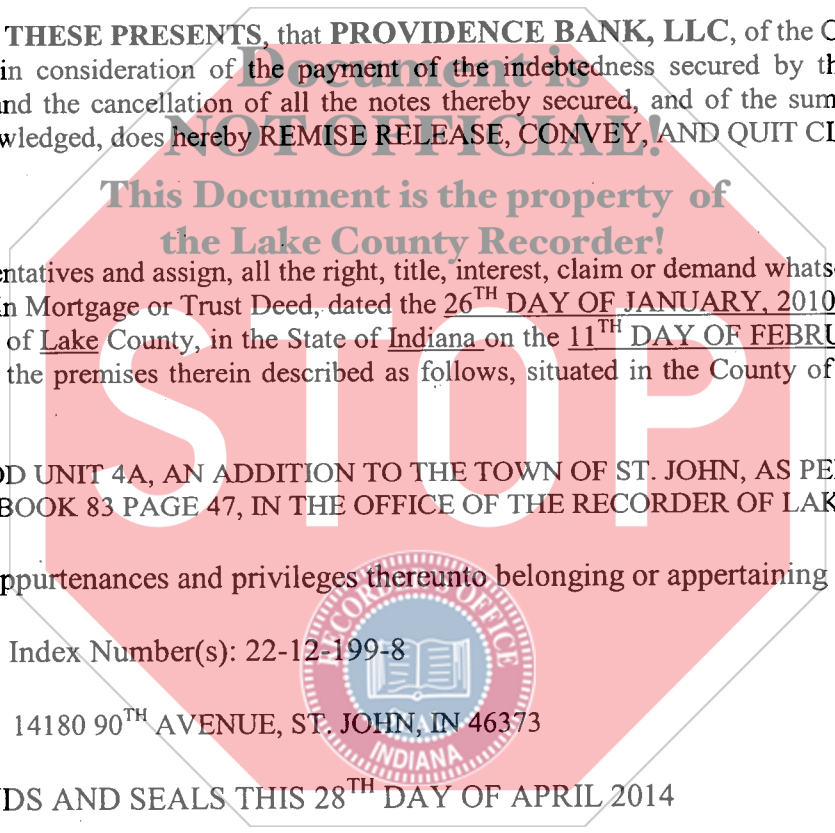 THESE PRESENTS, that PROVIDENCE BANK, LLC, of the C
Document is
in consideration of the payment of the indebtedness secured by th
nd the cancellation of all the notes thereby secured, and of the sum
NOT OFFICIAL!
wledged, does hereby REMISE RELEASE, CONVEY, AND QUIT CL
This Document is the property of
the Lake County Recorder!
entatives and assign, all the right, title, interest, claim or demand whats
n Mortgage or Trust Deed, dated the 26TH DAY OF JANUARY, 2010
of Lake County, in the State of Indiana on the 11TH DAY OF FEBRU
the premises therein described as follows, situated in the County of
STOP
OD UNIT 4A, AN ADDITION TO THE TOWN OF ST. JOHN, AS PE
BOOK 83 PAGE 47, IN THE OFFICE OF THE RECORDER OF LAK
ppurtenances and privileges thereunto belonging or appertaining
RECORDER'S OFFICE
Index Number(s): 22-12-199-8
14180 90TH AVENUE, ST. JOHN, IN 46373
INDIANA
DS AND SEALS THIS 28TH DAY OF APRIL 2014